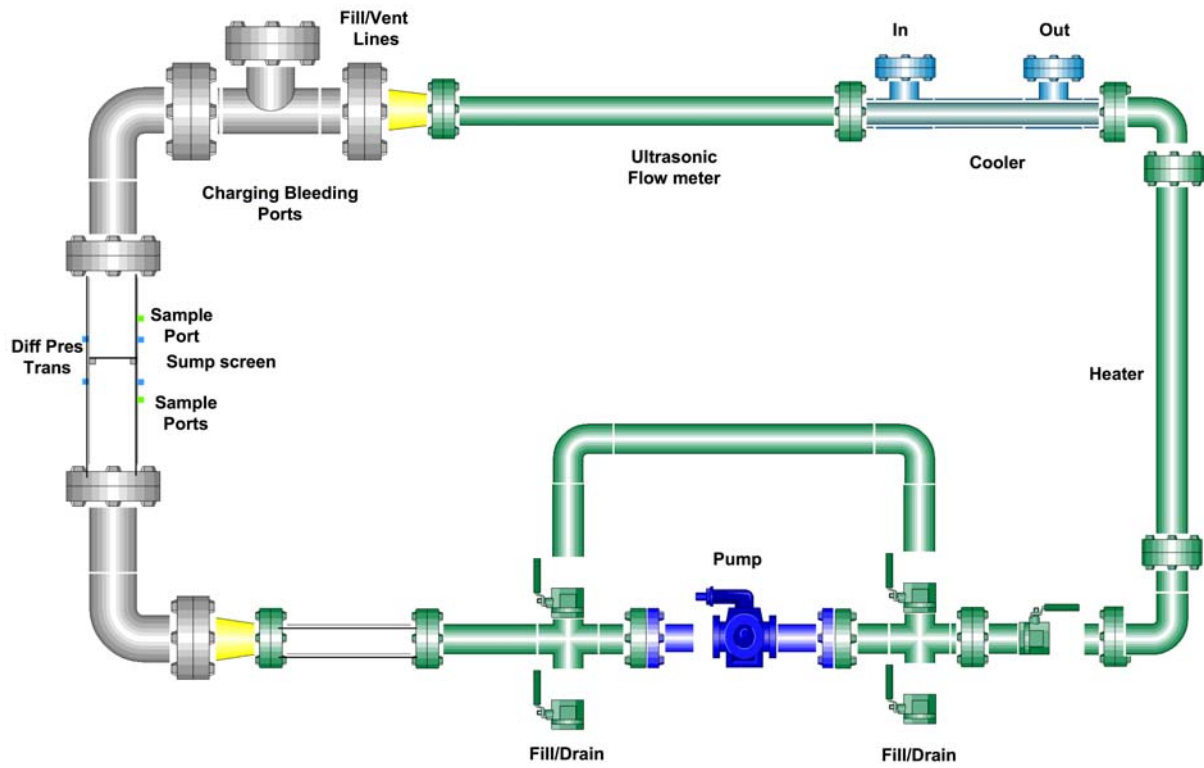 Fill/Vent
Lines
In
Out
Charging Bleeding
Ports
Ultrasonic
Flow meter
Cooler
Sample
Port
Diff Pres
Trans
Sump screen
Sample
Ports
Heater
Pump
Fill/Drain
Fill/Drain